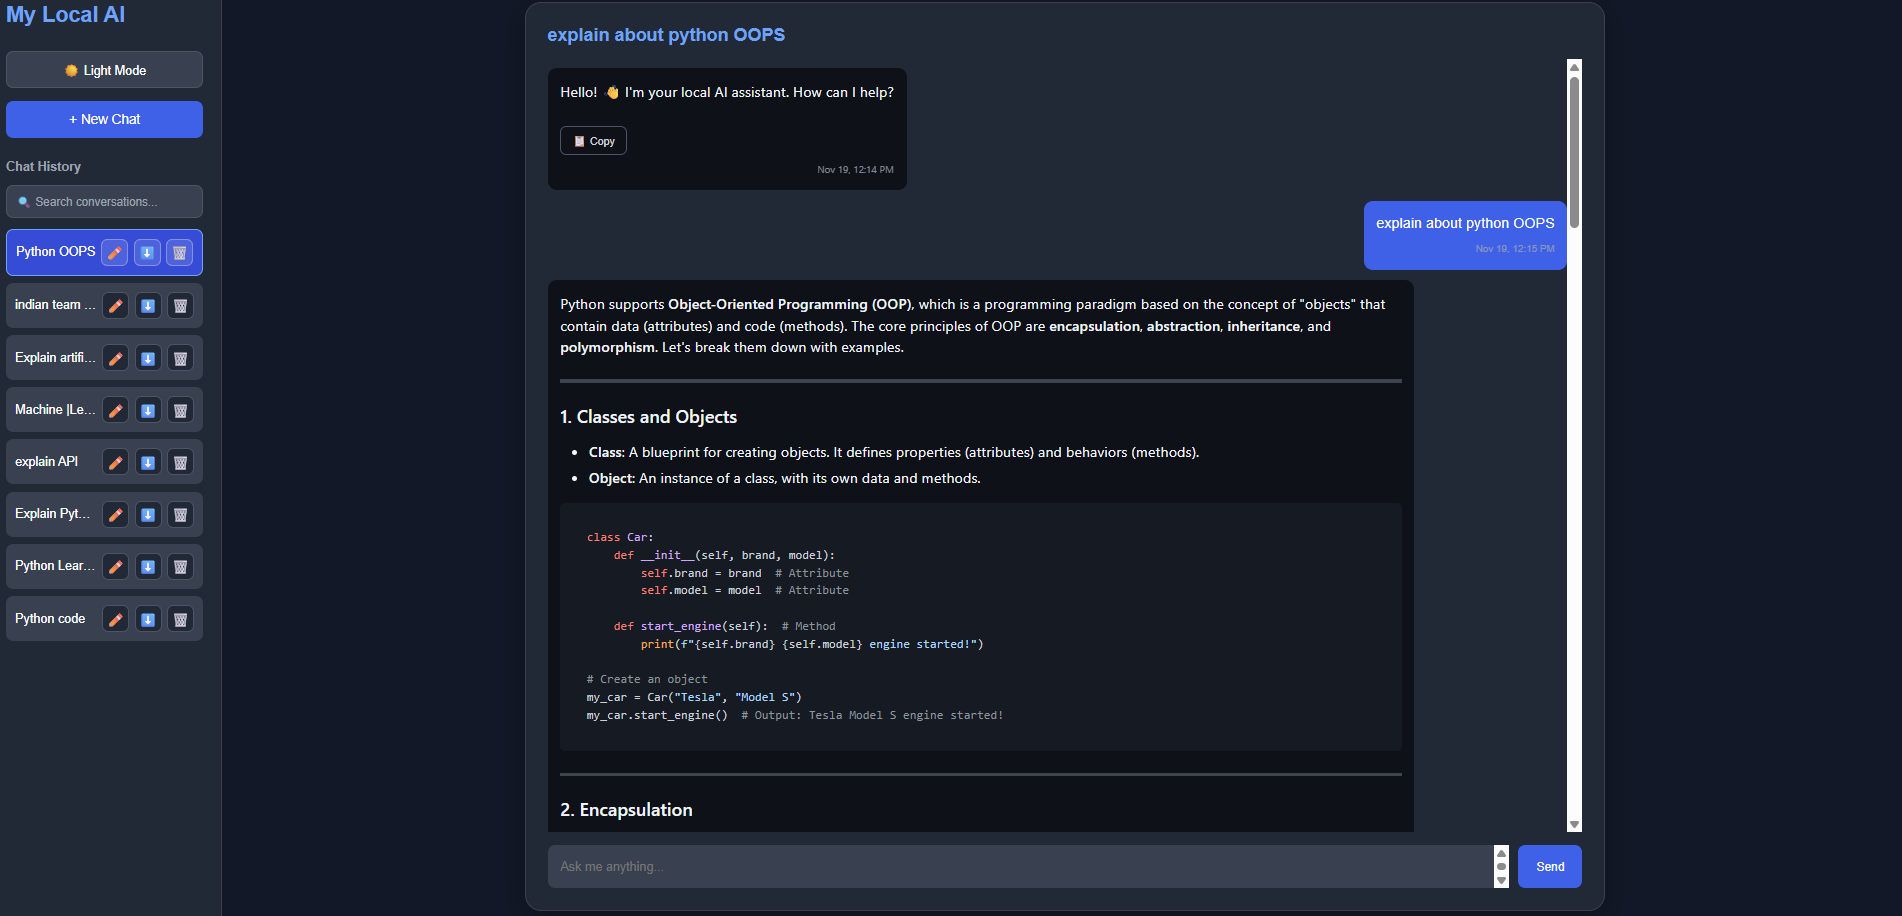 My Local AI
Light Mode
+ New Chat
Chat History
Search conversations...
Python OOPS
indian team ...
Explain artifi...
Machine |Le...
explain API
Explain Pyt...
Python Lear...
Python code
explain about python OOPS
Hello! 👋 I'm your local AI assistant. How can I help?
Copy
Nov 19, 12:14 PM
explain about python OOPS
Nov 19, 12:15 PM
Python supports Object-Oriented Programming (OOP), which is a programming paradigm based on the concept of "objects" that
contain data (attributes) and code (methods). The core principles of OOP are encapsulation, abstraction, inheritance, and
polymorphism. Let's break them down with examples.
1. Classes and Objects
• Class: A blueprint for creating objects. It defines properties (attributes) and behaviors (methods).
• Object: An instance of a class, with its own data and methods.
class Car:
    def __init__(self, brand, model):
        self.brand = brand  # Attribute
        self.model = model  # Attribute
    def start_engine(self):  # Method
        print(f"{self.brand} {self.model} engine started!")
# Create an object
my_car = Car("Tesla", "Model S")
my_car.start_engine()  # Output: Tesla Model S engine started!
2. Encapsulation
Ask me anything...
Send